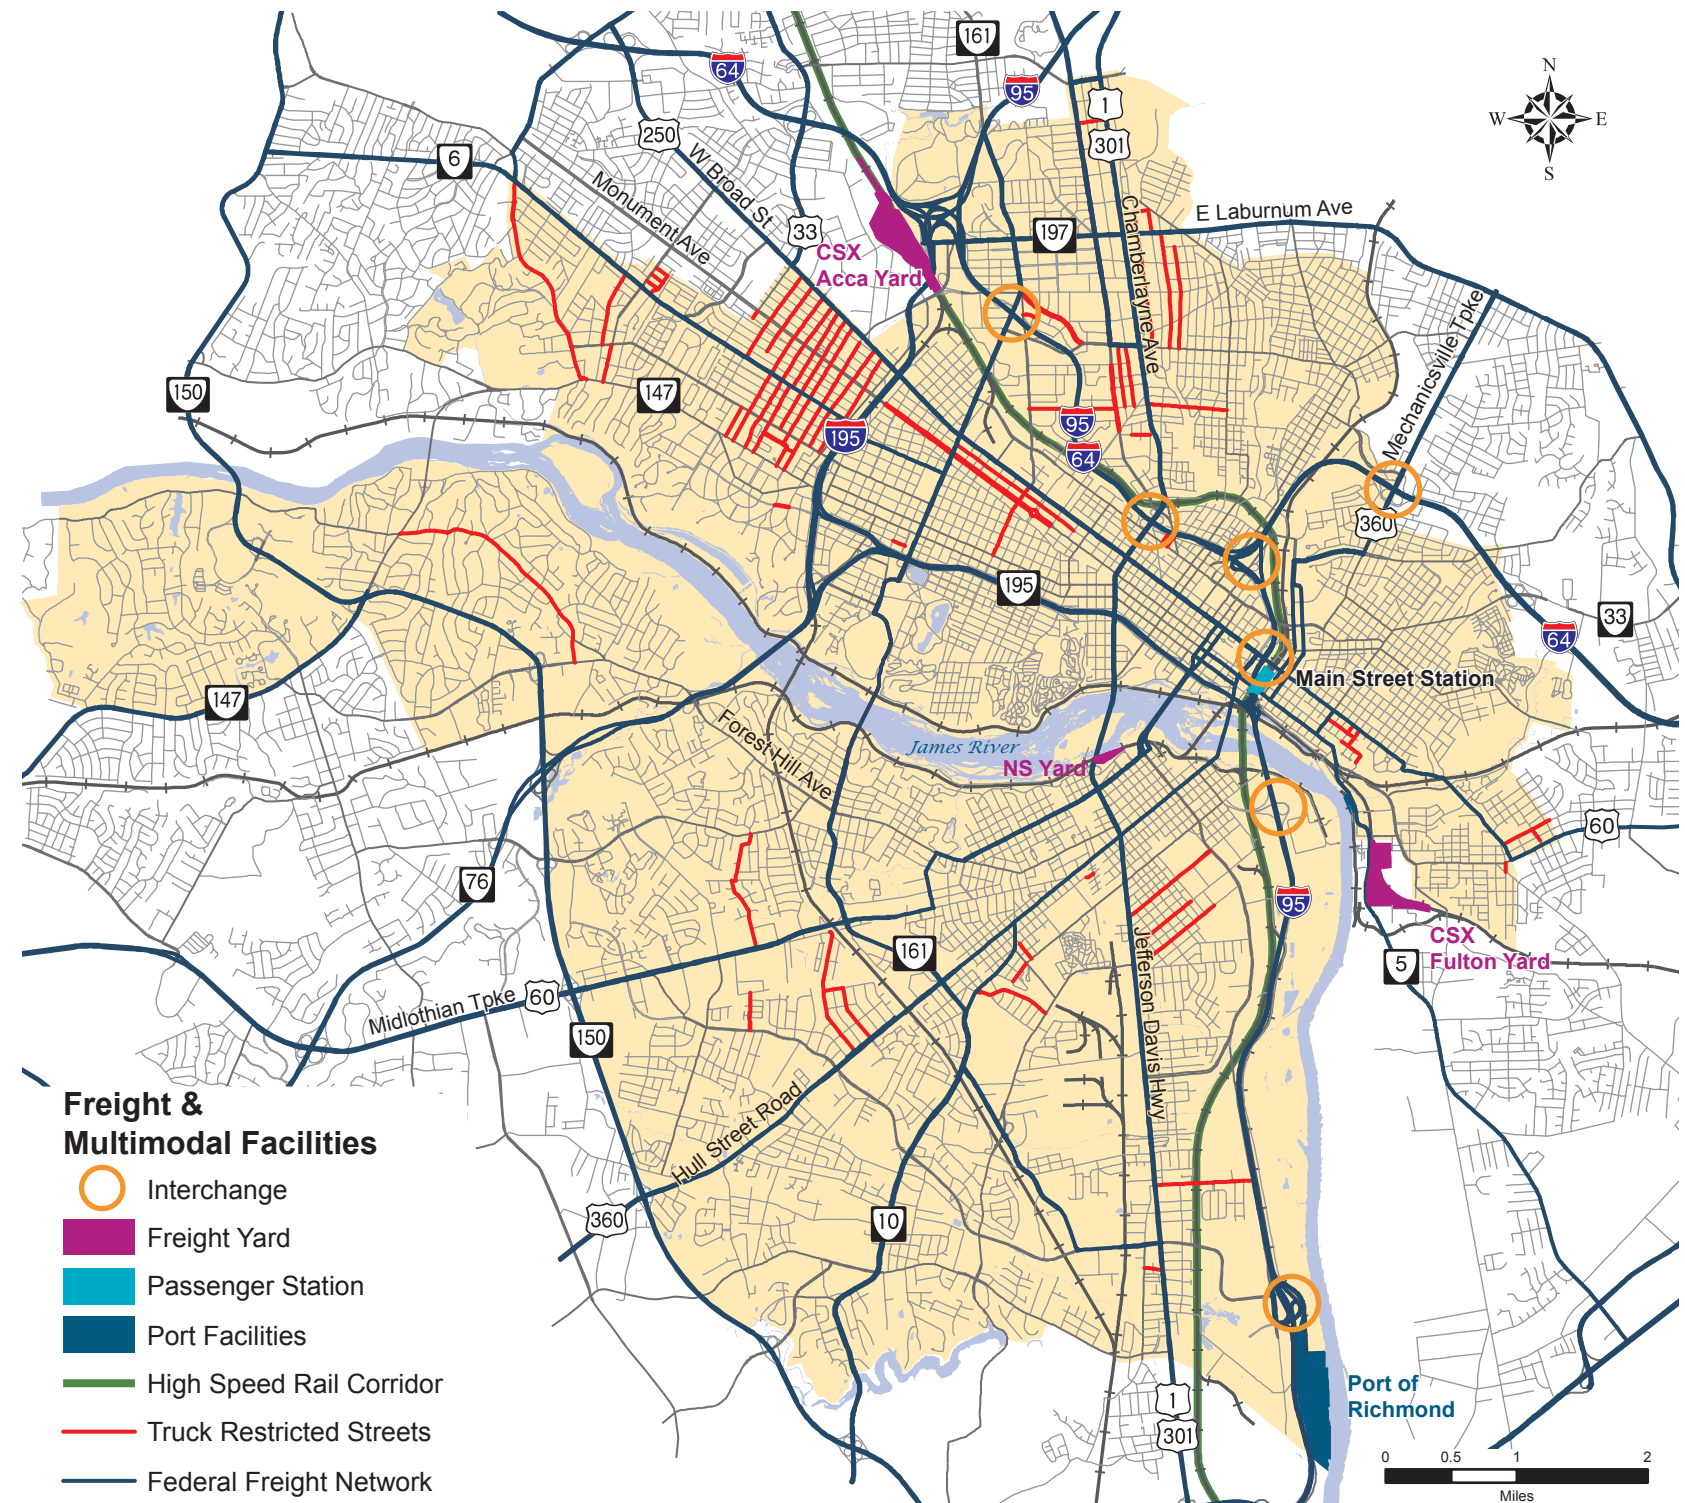 161
64
95
1
N
W
E
S
250
301
6
W Broad St
Monument Ave
33
CSX
Acca Yard
197
E Laburnum Ave
Chamberlayne Ave
Mechanicsville Tpke
150
147
195
95
64
360
195
33
64
147
Main Street Station
Forest Hill Ave
James River
NS Yard
60
76
95
CSX
Fulton Yard
161
5
Jefferson Davis Hwy
Midlothian Tpke
60
150
Hull Street Road
360
10
Port of
Richmond
1
301
Freight &
Multimodal Facilities
Interchange
Freight Yard
Passenger Station
Port Facilities
High Speed Rail Corridor
Truck Restricted Streets
Federal Freight Network
0 0.5 1 2
Miles